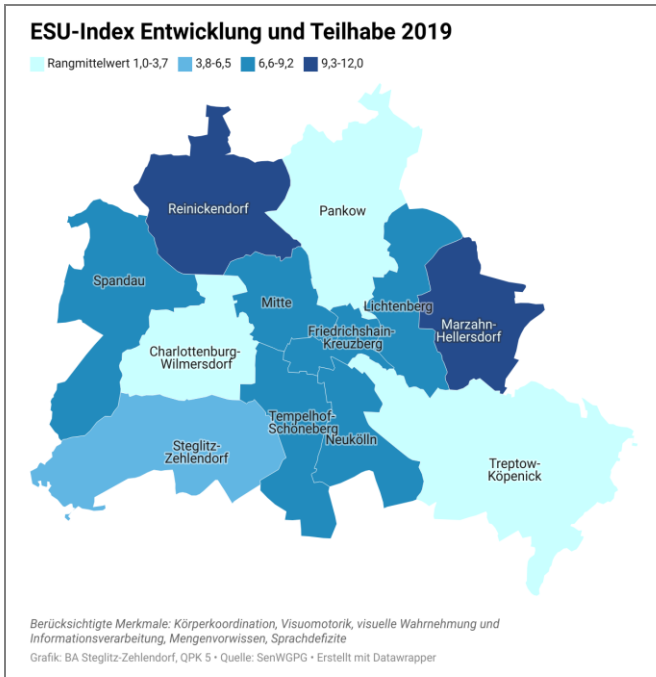 ESU-Index Entwicklung und Teilhabe 2019
Rangmittelwert 1,0-3,7 3,8-6,5 6,6-9,2 9,3-12,0
Reinickendorf
Pankow
Spandau
Mitte
Lichtenberg
Marzahn-
Hellersdorf
Friedrichshain-
Kreuzberg
Charlottenburg-
Wilmersdorf
Tempelhof-
Schöneberg
Neukölln
Steglitz-
Zehlendorf
Treptow-
Köpenick
Berücksichtigte Merkmale: Körperkoordination, Visuomotorik, visuelle Wahrnehmung und
Informationsverarbeitung, Mengenvorwissen, Sprachdefizite
Grafik: BA Steglitz-Zehlendorf, QPK 5 • Quelle: SenWGPG • Erstellt mit Datawrapper